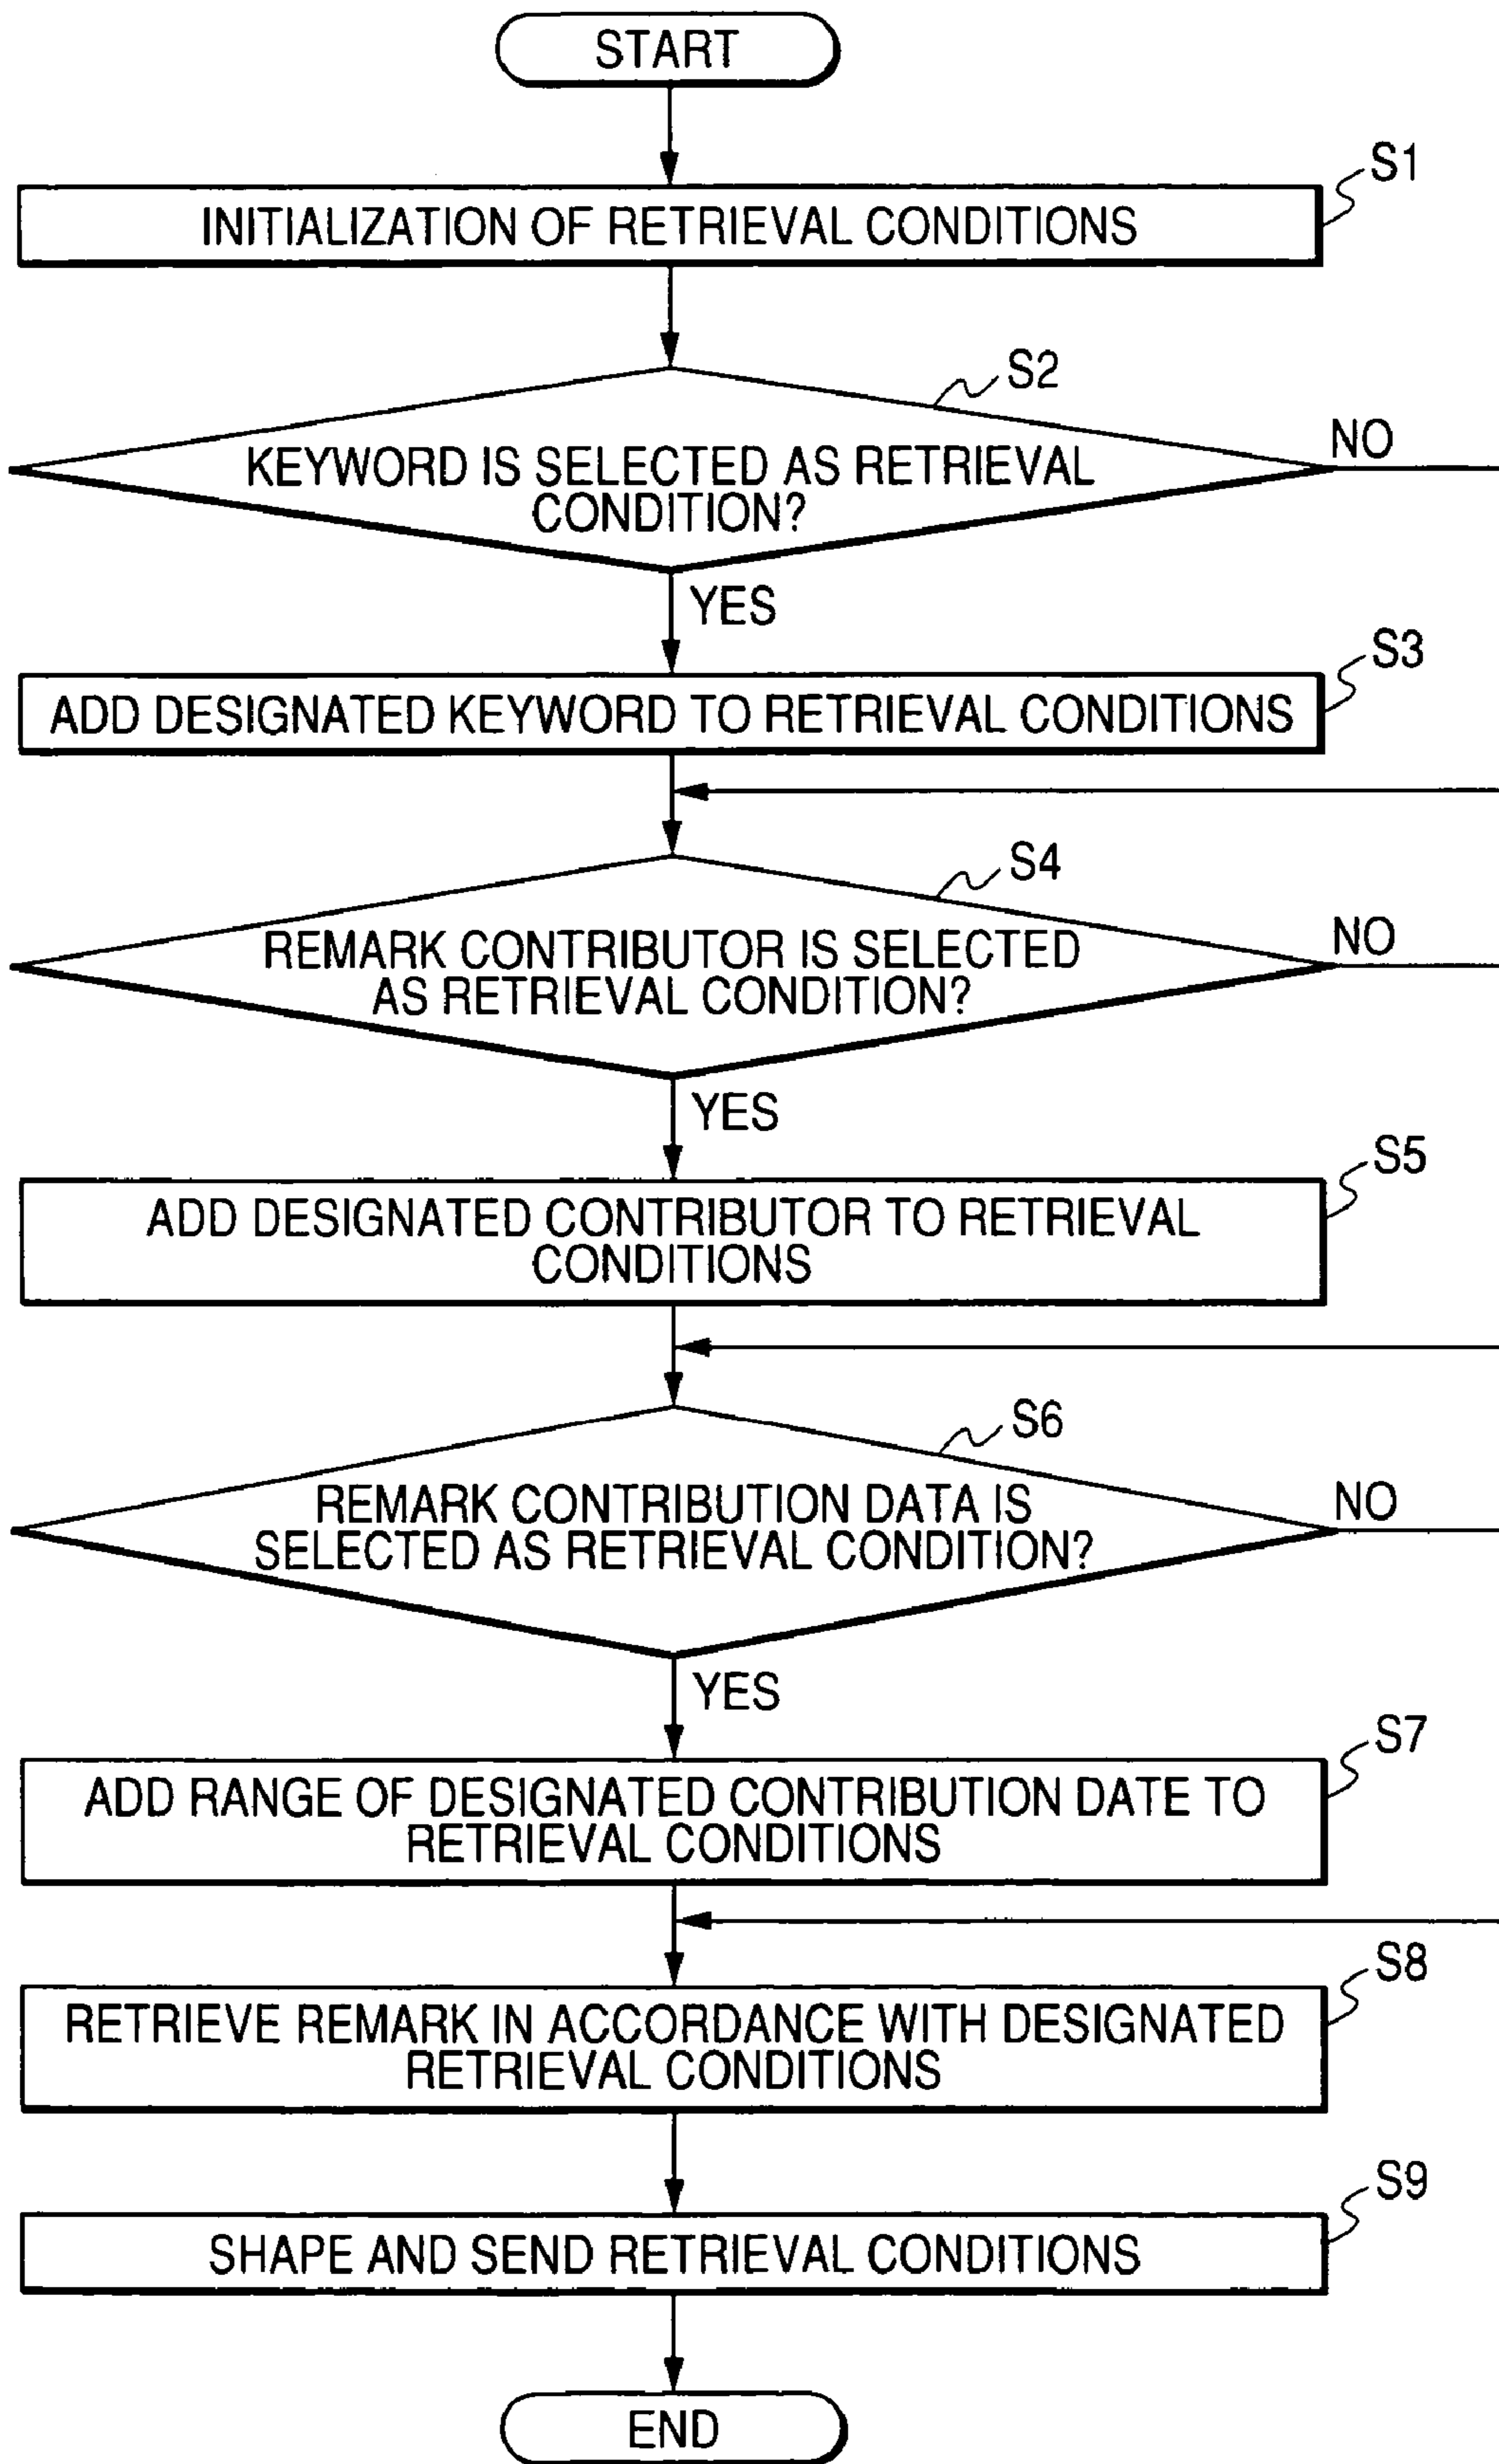 START
S1
INITIALIZATION OF RETRIEVAL CONDITIONS
S2
KEYWORD IS SELECTED AS RETRIEVAL
CONDITION?
NO
YES
S3
ADD DESIGNATED KEYWORD TO RETRIEVAL CONDITIONS
S4
REMARK CONTRIBUTOR IS SELECTED
AS RETRIEVAL CONDITION?
NO
YES
S5
ADD DESIGNATED CONTRIBUTOR TO RETRIEVAL
CONDITIONS
S6
REMARK CONTRIBUTION DATA IS
SELECTED AS RETRIEVAL CONDITION?
NO
YES
S7
ADD RANGE OF DESIGNATED CONTRIBUTION DATE TO
RETRIEVAL CONDITIONS
S8
RETRIEVE REMARK IN ACCORDANCE WITH DESIGNATED
RETRIEVAL CONDITIONS
S9
SHAPE AND SEND RETRIEVAL CONDITIONS
END